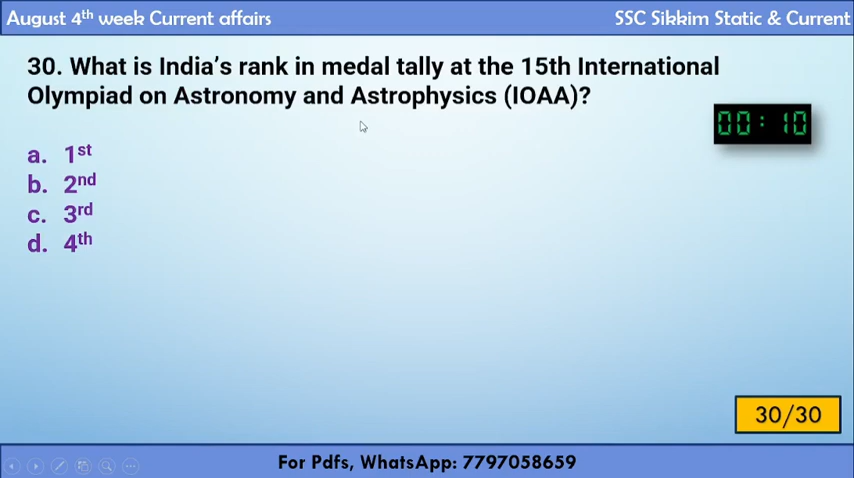 August 4th week Current affairs
SSC Sikkim Static & Current
30. What is India's rank in medal tally at the 15th International
Olympiad on Astronomy and Astrophysics (IOAA)?
00:10
a. 1st
b. 2nd
c. 3rd
d. 4th
30/30
For Pdfs, WhatsApp: 7797058659